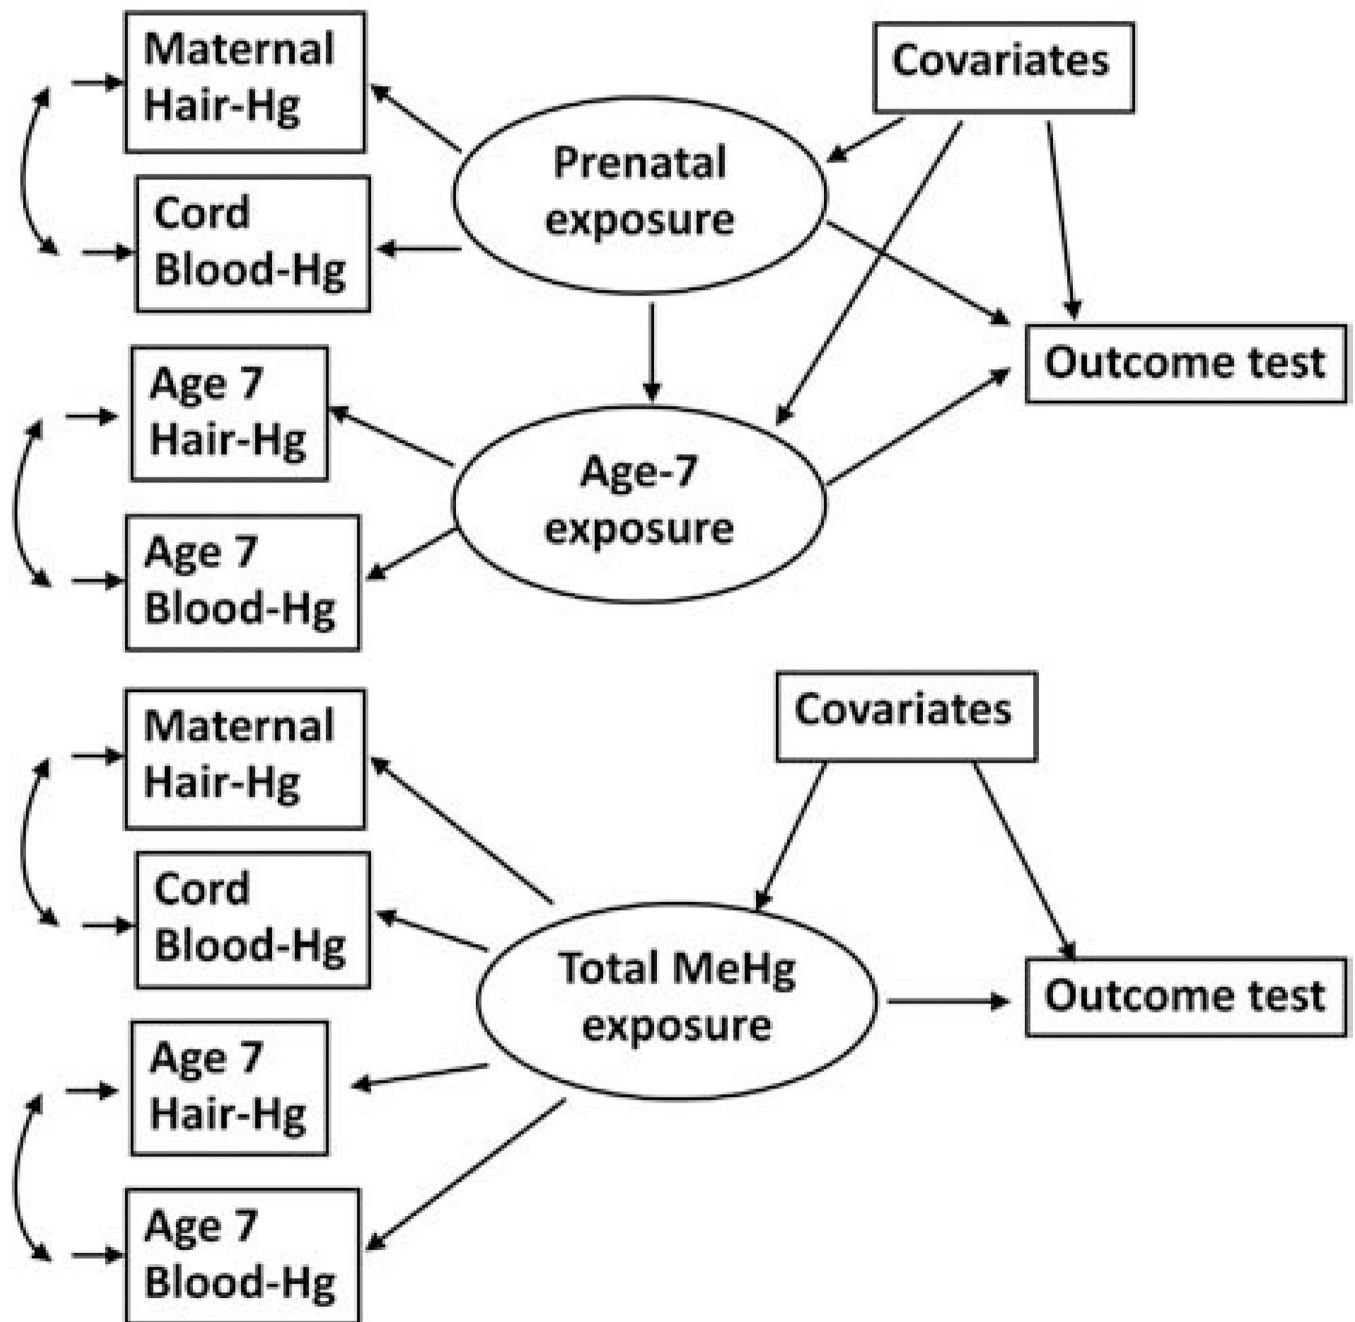 Maternal
Hair-Hg
Covariates
Prenatal
exposure
Cord
Blood-Hg
Outcome test
Age 7
Hair-Hg
Age-7
exposure
Age 7
Blood-Hg
Maternal
Hair-Hg
Covariates
Cord
Blood-Hg
Total MeHg
exposure
Outcome test
Age 7
Hair-Hg
Age 7
Blood-Hg